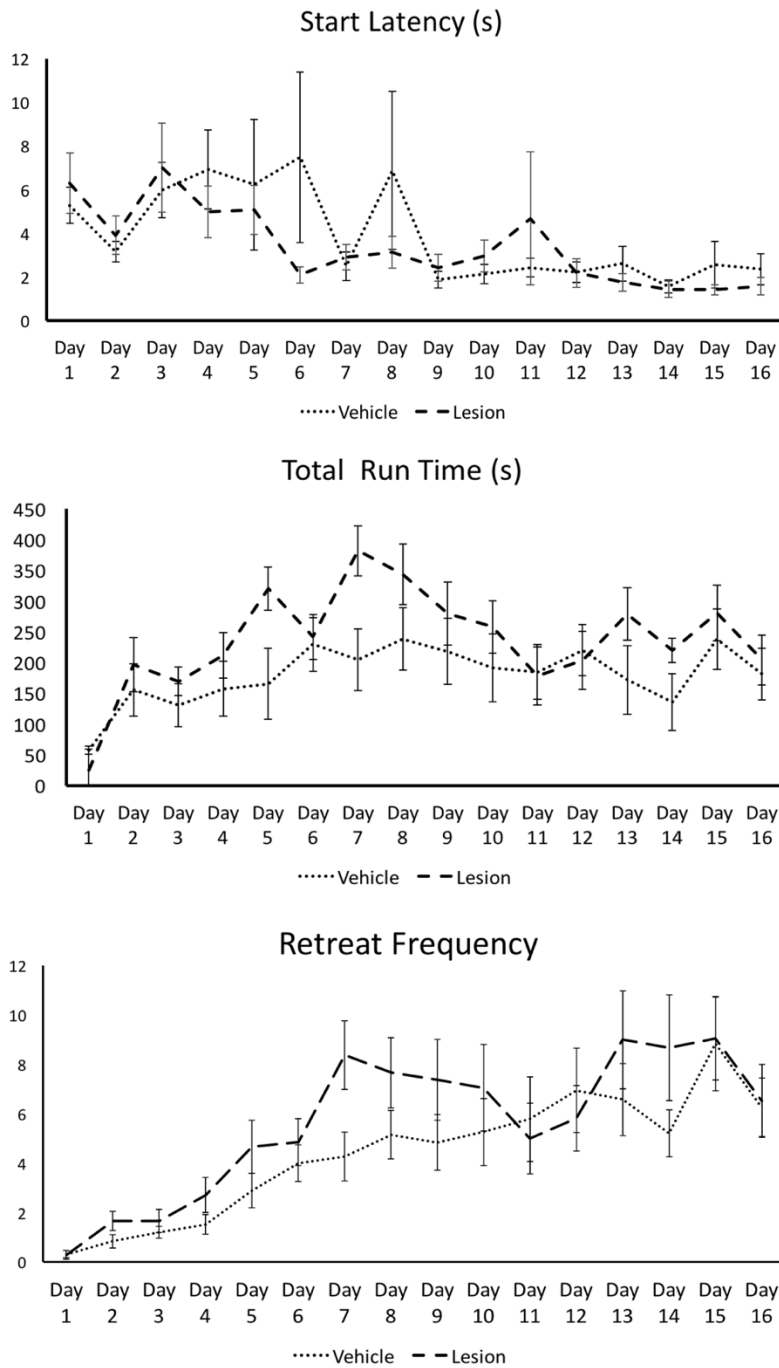 Start Latency (s)
12
10
8
6
4
2
0
Day Day Day Day Day Day Day Day Day Day Day Day Day Day Day Day
1 2 3 4 5 6 7 8 9 10 11 12 13 14 15 16
Vehicle Lesion
Total Run Time (s)
450
400
350
300
250
200
150
100
50
0
Day Day Day Day Day Day Day Day Day Day Day Day Day Day Day Day
1 2 3 4 5 6 7 8 9 10 11 12 13 14 15 16
Vehicle Lesion
Retreat Frequency
12
10
8
6
4
2
0
Day Day Day Day Day Day Day Day Day Day Day Day Day Day Day Day
1 2 3 4 5 6 7 8 9 10 11 12 13 14 15 16
Vehicle Lesion